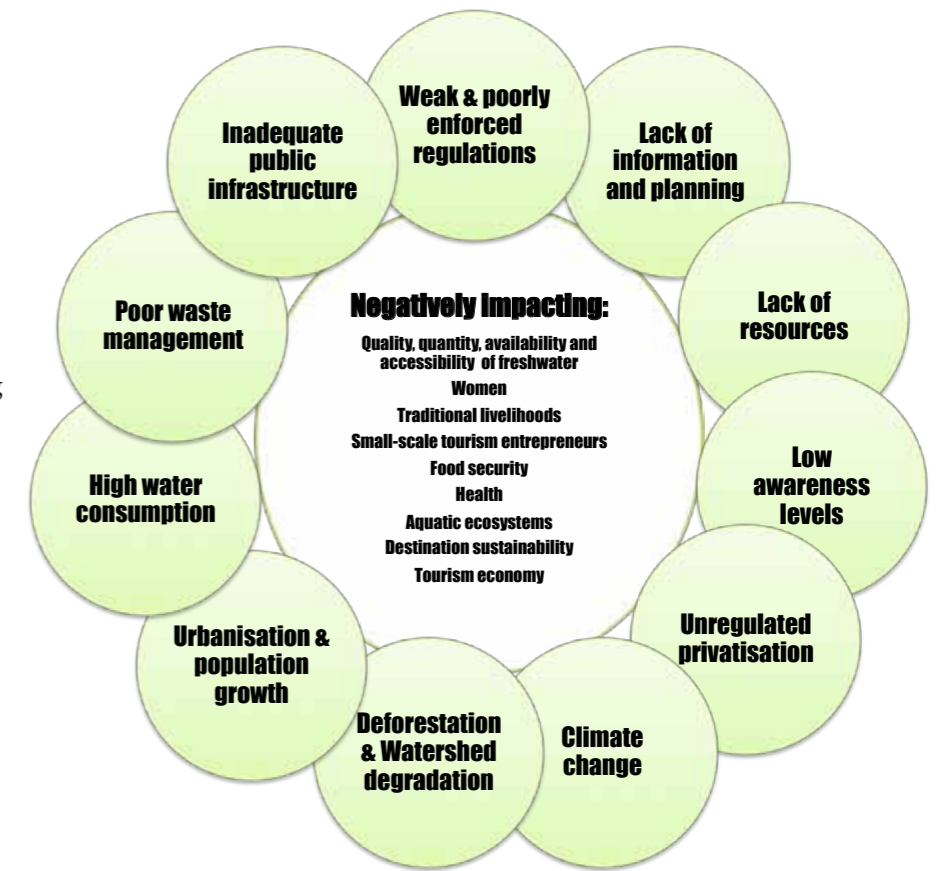 Weak & poorly
enforced
regulations
Lack of
information
and planning
Lack of
resources
Low
awareness
levels
Unregulated
privatisation
Climate
change
Deforestation
& Watershed
degradation
Urbanisation &
population
growth
High water
consumption
Poor waste
management
Inadequate
public
infrastructure
Negatively impacting:
Quality, quantity, availability and
accessibility of freshwater
Women
Traditional livelihoods
Small-scale tourism entrepreneurs
Food security
Health
Aquatic ecosystems
Destination sustainability
Tourism economy